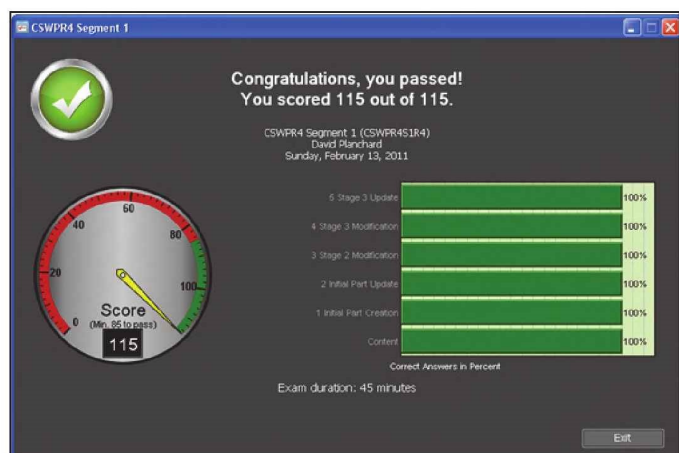 CSWPR4 Segment 1
Congratulations, you passed!
You scored 115 out of 115.
CSWPR4 Segment 1 (CSWPR4S1R4)
David Planchard
Sunday, February 13, 2011
5 Stage 3 Update 100%
4 Stage 3 Modification 100%
3 Stage 2 Modification 100%
2 Initial Part Update 100%
1 Initial Part Creation 100%
Content 100%
Correct Answers in Percent
0
20
40
60
80
100
Score
(Min. 85 to pass)
115
Exam duration: 45 minutes
Exit